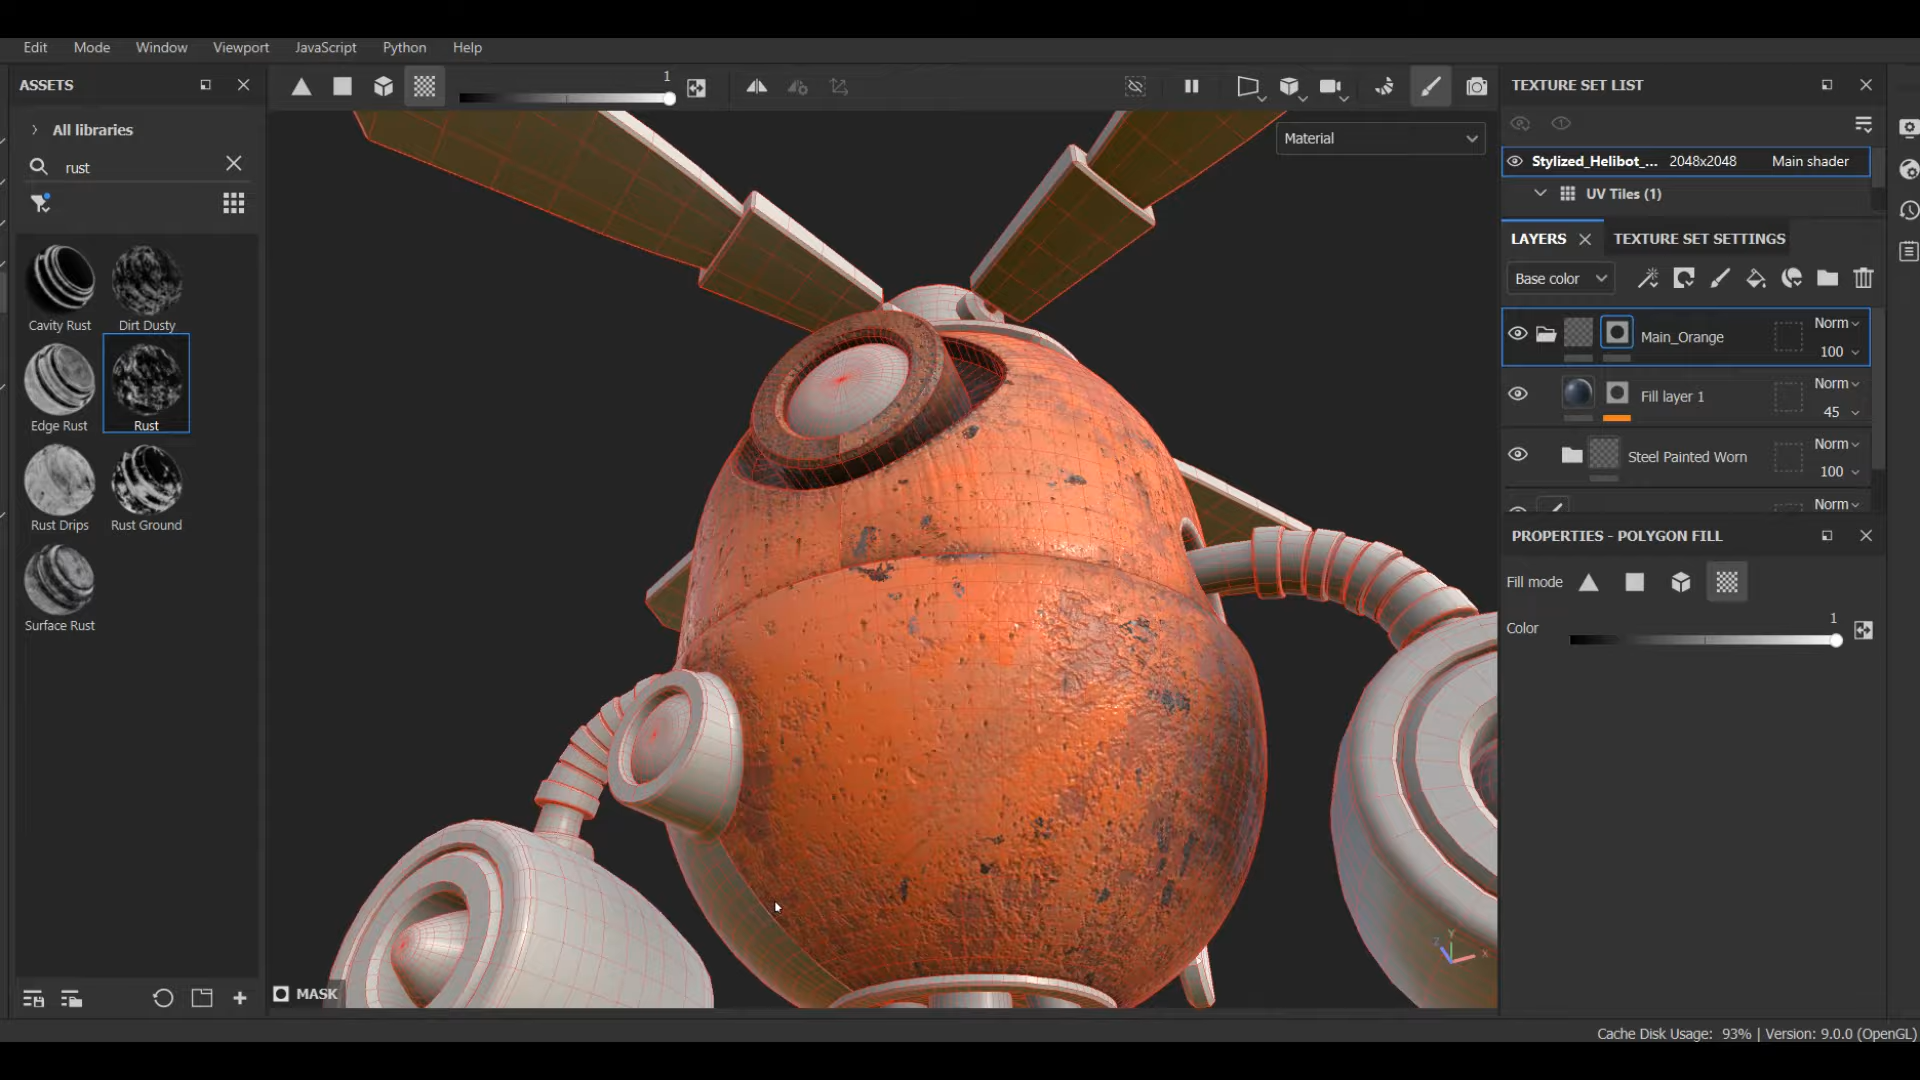 Edit Mode Window Viewport JavaScript Python Help
ASSETS
All libraries
rust
Cavity Rust
Dirt Dusty
Edge Rust
Rust
Rust Drips
Rust Ground
Surface Rust
1
Material
MASK
Y
Z
X
TEXTURE SET LIST
Stylized_Helibot_... 2048x2048 Main shader
UV Tiles (1)
LAYERS
TEXTURE SET SETTINGS
Base color
Main_Orange
Norm
100
Fill layer 1
Norm
45
Steel Painted Worn
Norm
100
Norm
PROPERTIES - POLYGON FILL
Fill mode
Color
1
Cache Disk Usage: 93% | Version: 9.0.0 (OpenGL)